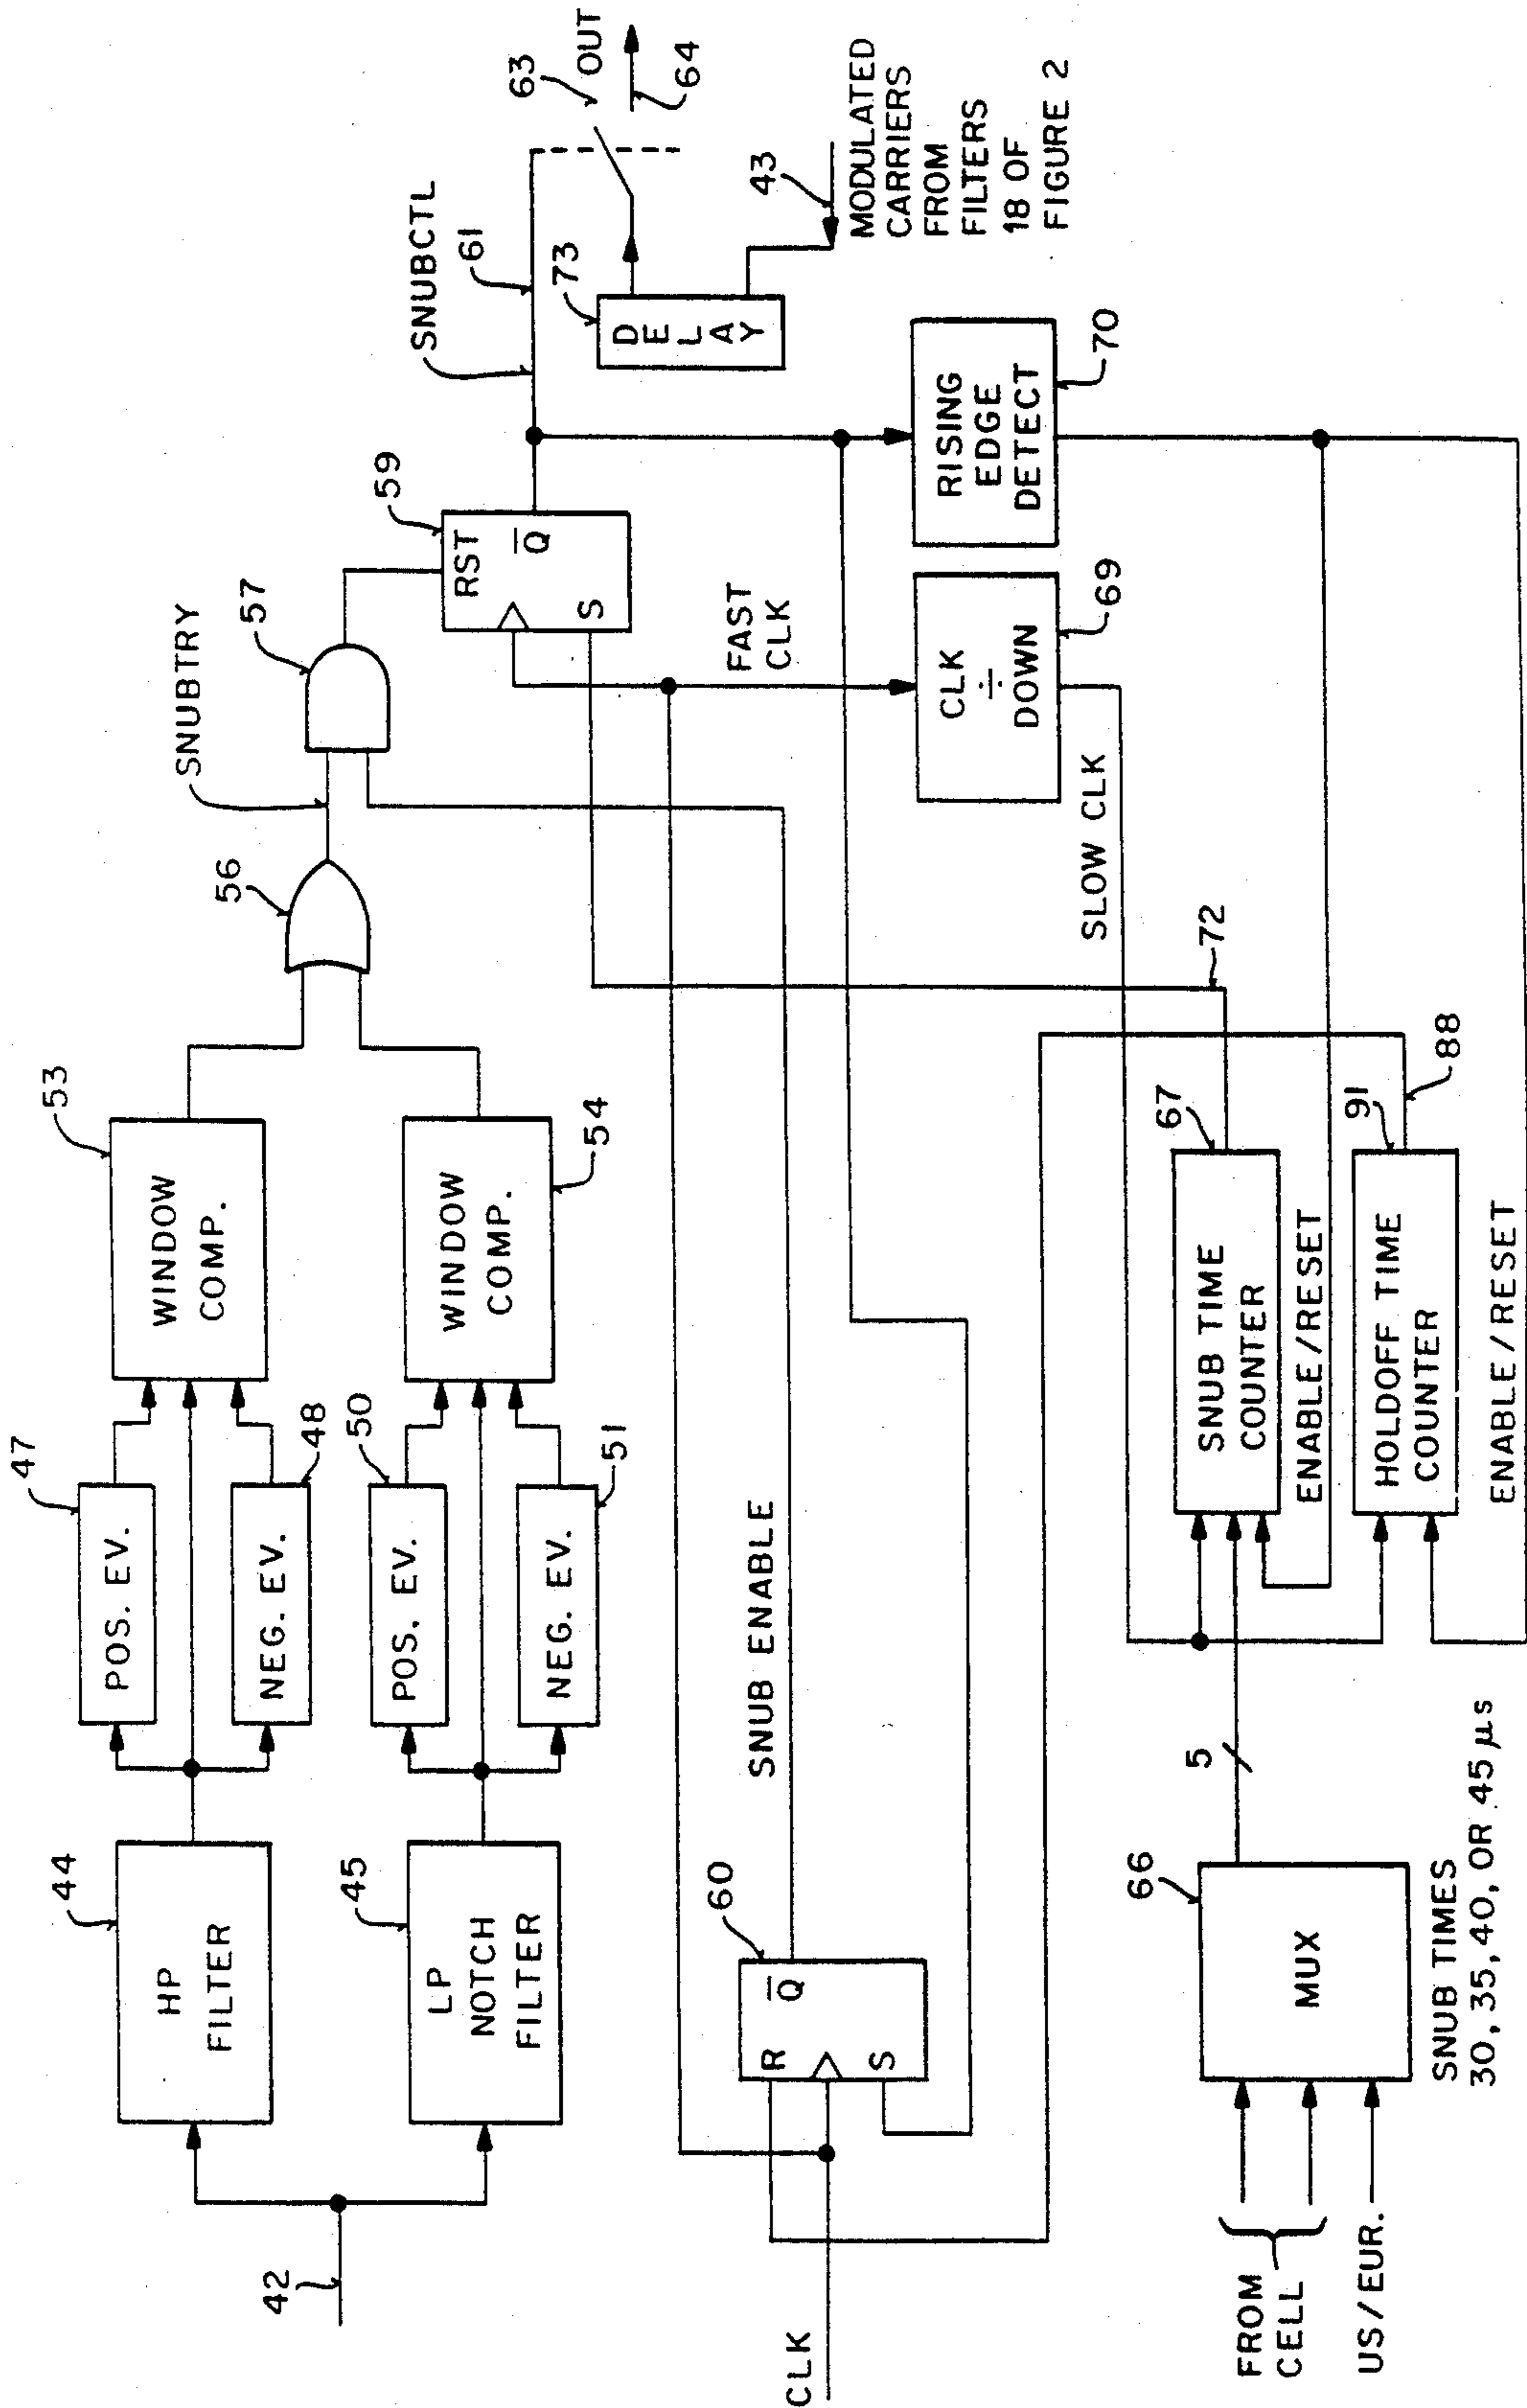 42
44
HP
FILTER
45
LP
NOTCH
FILTER
47
POS. EV.
NEG. EV.
48
50
POS. EV.
NEG. EV.
51
53
WINDOW
COMP.
WINDOW
COMP.
54
56
SNUBTRY
57
59
RST
Q
S
SNUBCTL
61
63
OUT
64
73
DELAY
43
MODULATED
CARRIERS
FROM
FILTERS
18 OF
FIGURE 2
CLK
60
R
Q
S
SNUB ENABLE
FAST
CLK
CLK
÷
DOWN
69
RISING
EDGE
DETECT
70
SLOW CLK
72
FROM
CELL
US/EUR.
66
MUX
SNUB TIMES
30, 35, 40, OR 45 µs
5
67
SNUB TIME
COUNTER
ENABLE/RESET
91
HOLDOFF TIME
COUNTER
88
ENABLE/RESET